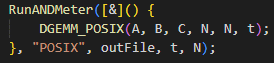 RunANDMeter([&]() {
    DGEMM_POSIX(A, B, C, N, N, t);
}, "POSIX", outFile, t, N);